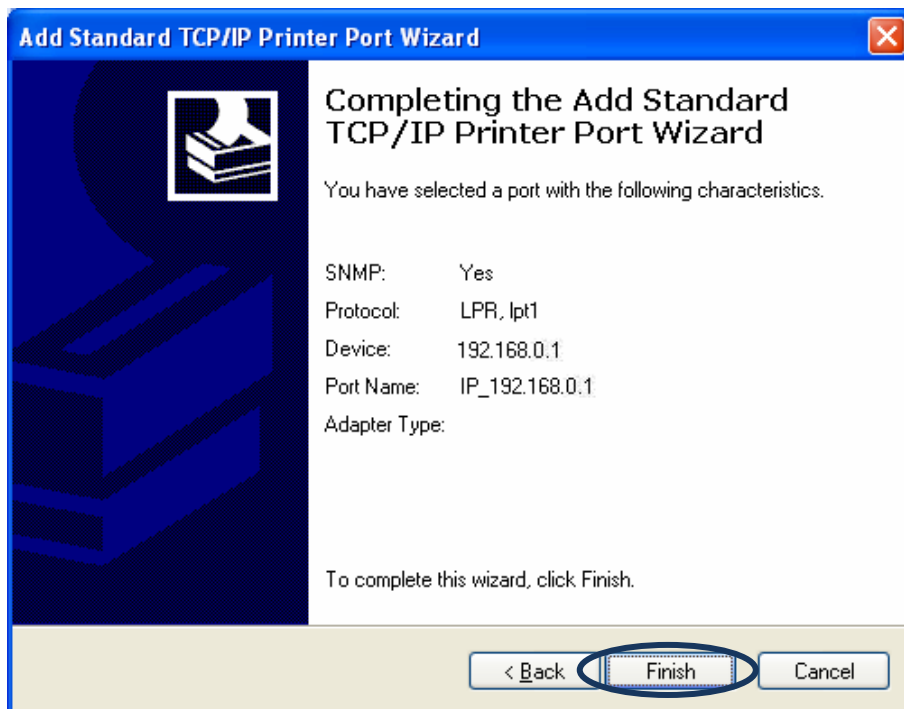 Add Standard TCP/IP Printer Port Wizard
Completing the Add Standard
TCP/IP Printer Port Wizard
You have selected a port with the following characteristics.
SNMP: Yes
Protocol: LPR, lpt1
Device: 192.168.0.1
Port Name: IP_192.168.0.1
Adapter Type:
To complete this wizard, click Finish.
< Back Finish Cancel